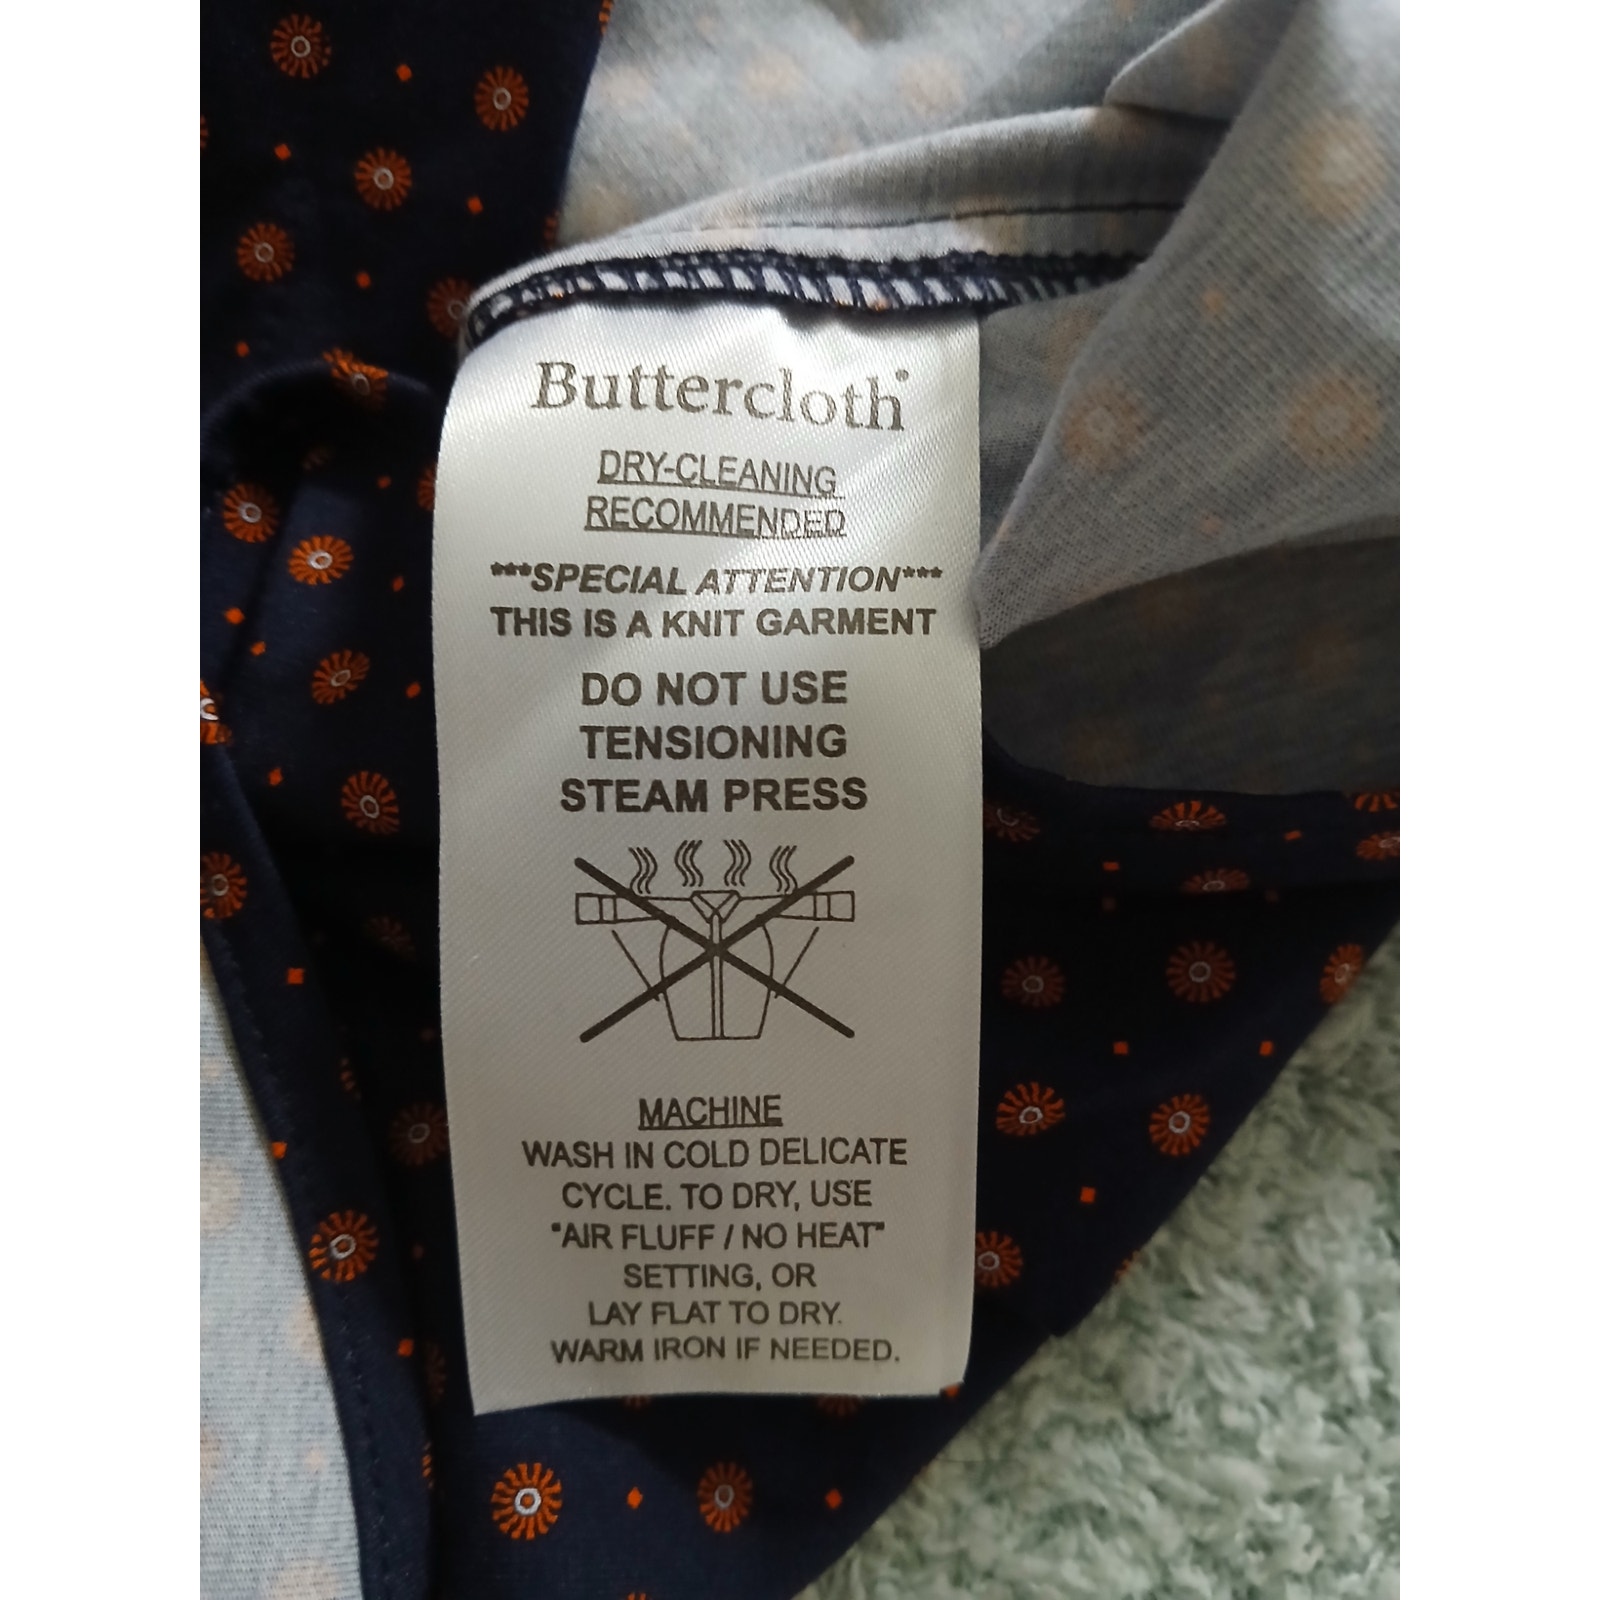 Buttercloth®
DRY-CLEANING
RECOMMENDED
***SPECIAL ATTENTION***
THIS IS A KNIT GARMENT
DO NOT USE
TENSIONING
STEAM PRESS
MACHINE
WASH IN COLD DELICATE
CYCLE. TO DRY, USE
"AIR FLUFF / NO HEAT"
SETTING, OR
LAY FLAT TO DRY.
WARM IRON IF NEEDED.